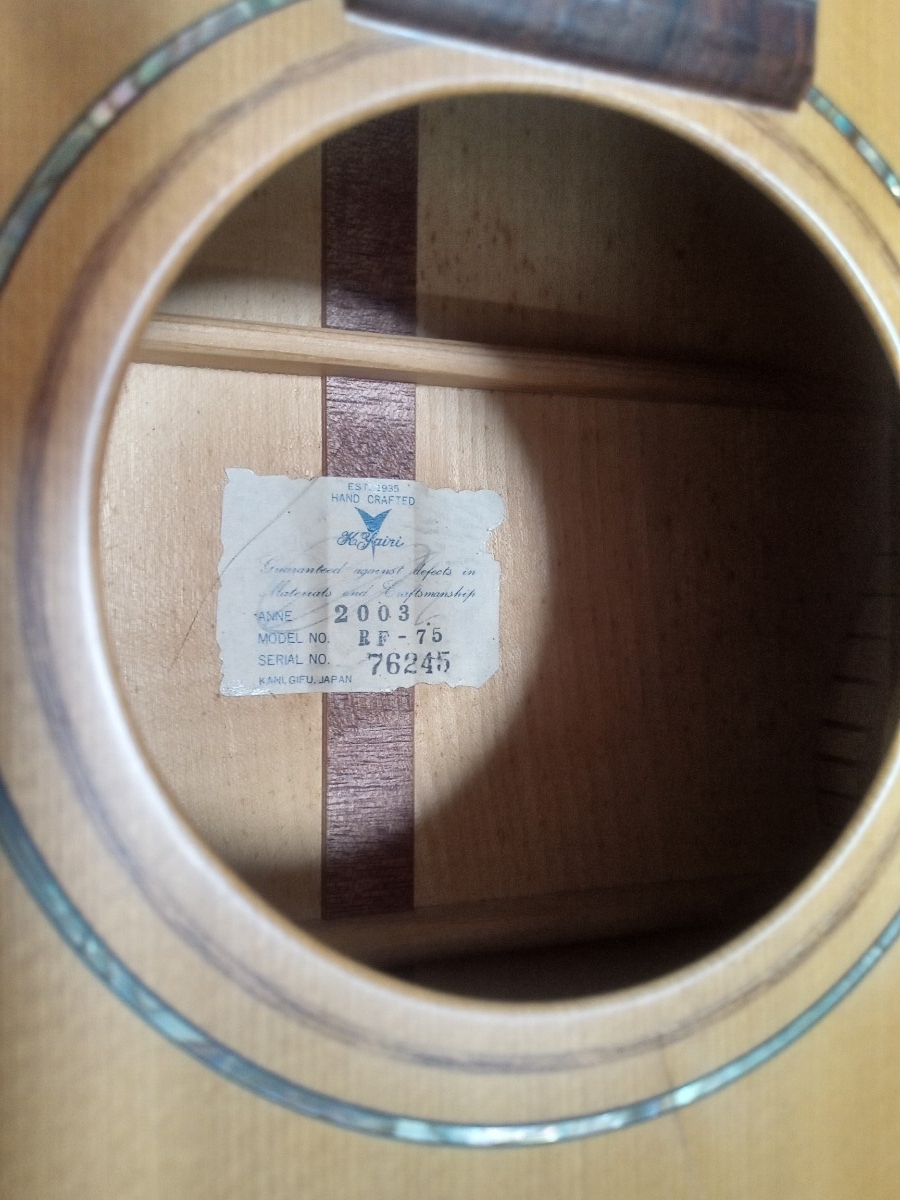 EST. 1935
HAND CRAFTED
K.Yairi
Guaranteed against defects in
Materials and Craftsmanship
ANNE 2003.
MODEL NO. RF-75
SERIAL NO. 76245
KANI, GIFU, JAPAN